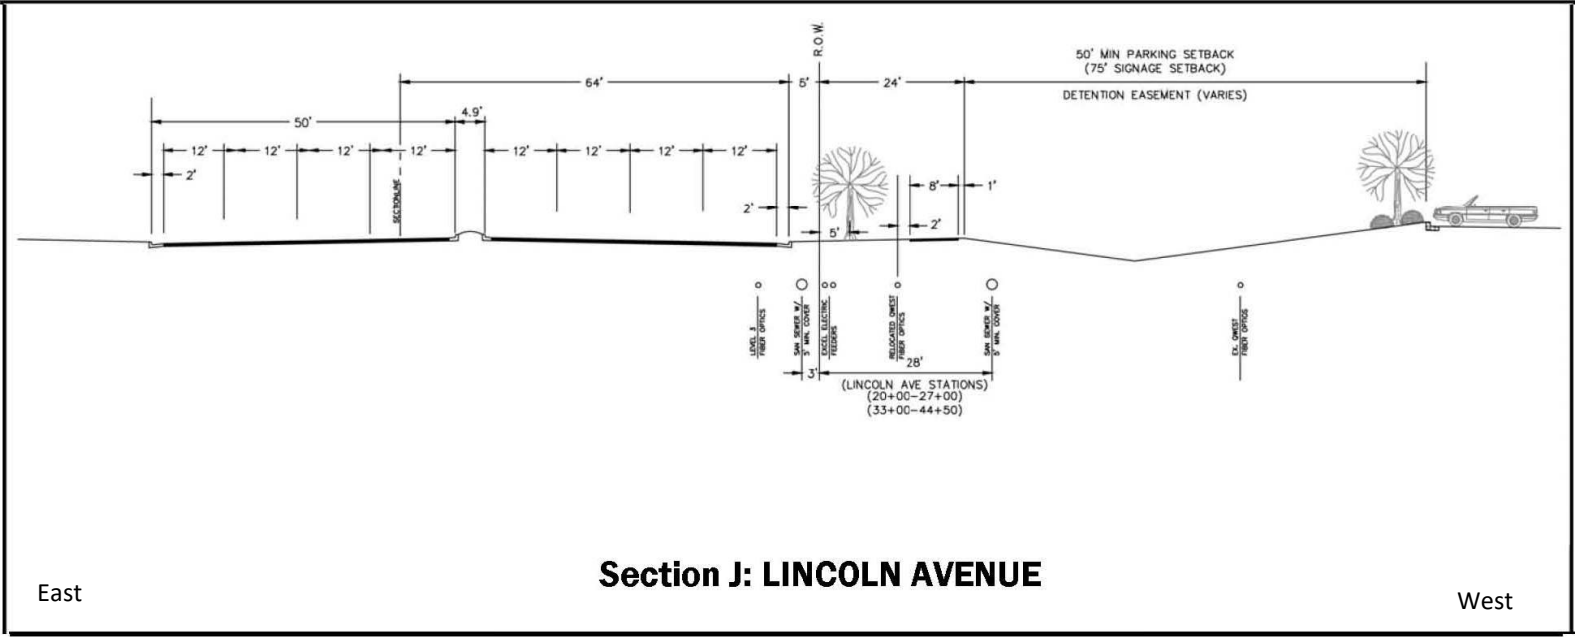 R.O.W.
50' MIN PARKING SETBACK
(75' SIGNAGE SETBACK)
64'
5'
24'
DETENTION EASEMENT (VARIES)
4.9'
50'
12' 12' 12' 12' 12' 12' 12' 12'
2'
8'
1'
SECTIONLINE
2'
5'
2'
LEVEL 3
FIBER OPTICS
SAN SEWER W/
5' MIN. COVER
EXCEL ELECTRIC
FEEDERS
RELOCATED QWEST
FIBER OPTICS
SAN SEWER W/
5' MIN. COVER
EX. QWEST
FIBER OPTICS
28'
3'
(LINCOLN AVE STATIONS)
(20+00-27+00)
(33+00-44+50)
Section J: LINCOLN AVENUE
East
West